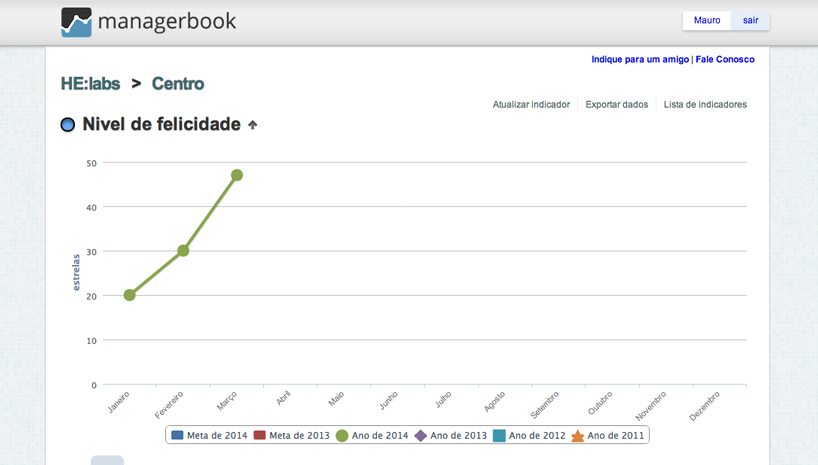 managerbook
Mauro sair
Indique para um amigo | Fale Conosco
HE:labs > Centro
Atualizar indicador Exportar dados Lista de indicadores
Nivel de felicidade
50
40
30
20
10
0
estrelas
Janeiro Fevereiro Março Abril Maio Junho Julho Agosto Setembro Outubro Novembro Dezembro
Meta de 2014 Meta de 2013 Ano de 2014 Ano de 2013 Ano de 2012 Ano de 2011